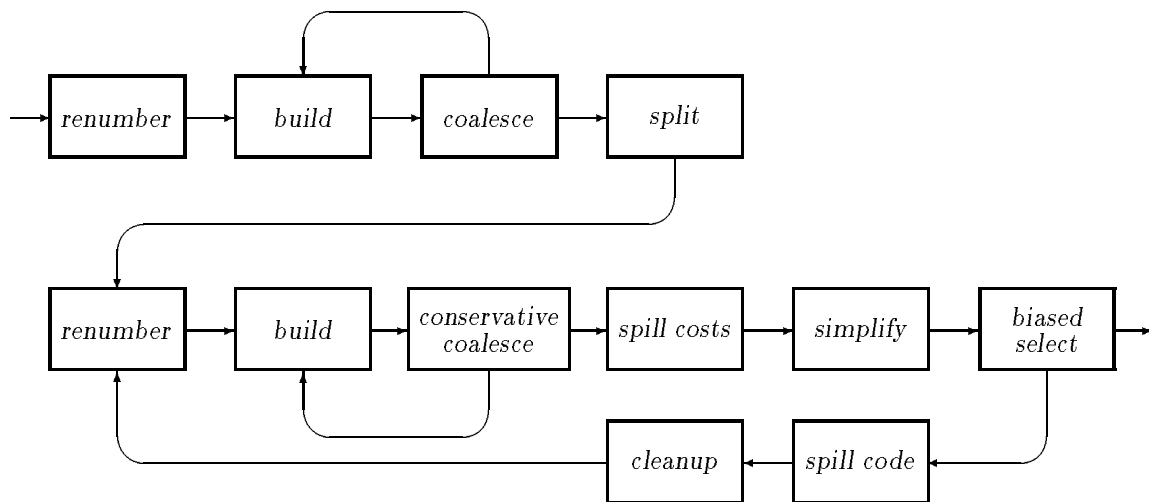 renumber
build
coalesce
split
renumber
build
conservative
coalesce
spill costs
simplify
biased
select
cleanup
spill code